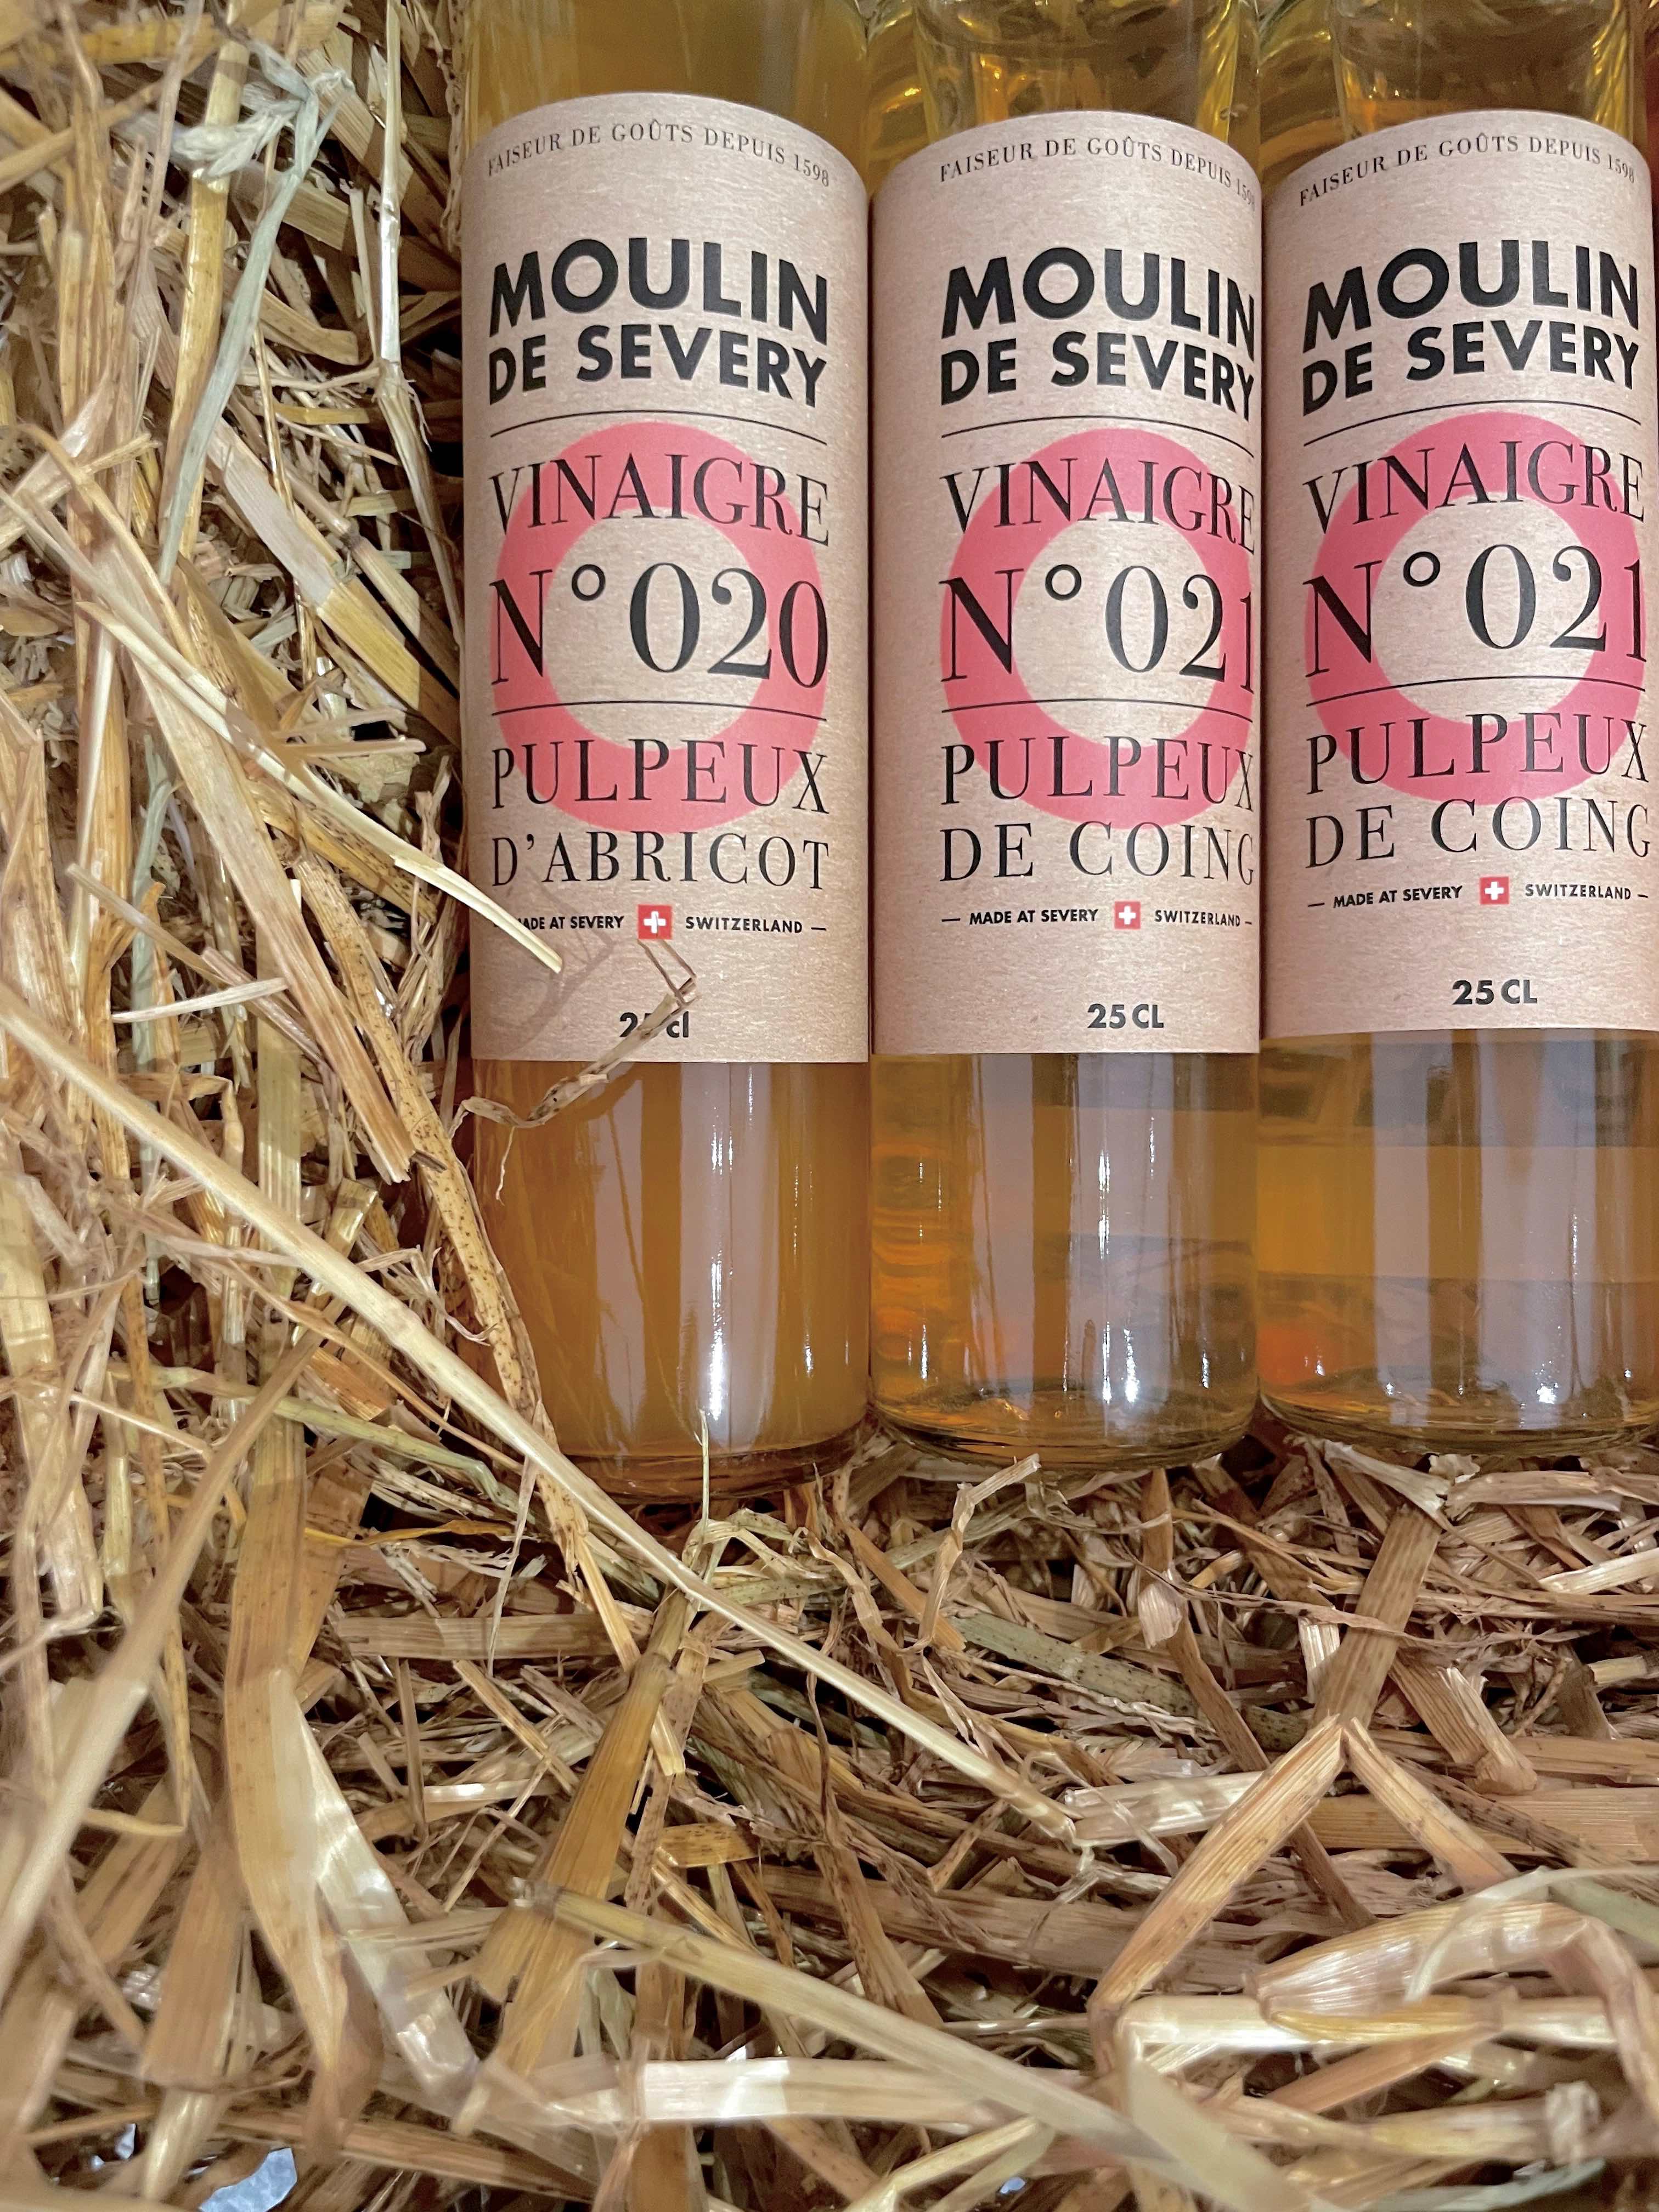 FAISEUR DE GOÛTS DEPUIS 1598
MOULIN
DE SEVERY
VINAIGRE
N°020
PULPEUX
D'ABRICOT
MADE AT SEVERY SWITZERLAND —
25 cl
FAISEUR DE GOÛTS DEPUIS 1598
MOULIN
DE SEVERY
VINAIGRE
N°021
PULPEUX
DE COING
— MADE AT SEVERY SWITZERLAND —
25 CL
FAISEUR DE GOÛTS DEPUIS 1598
MOULIN
DE SEVERY
VINAIGRE
N°021
PULPEUX
DE COING
— MADE AT SEVERY SWITZERLAND —
25 CL